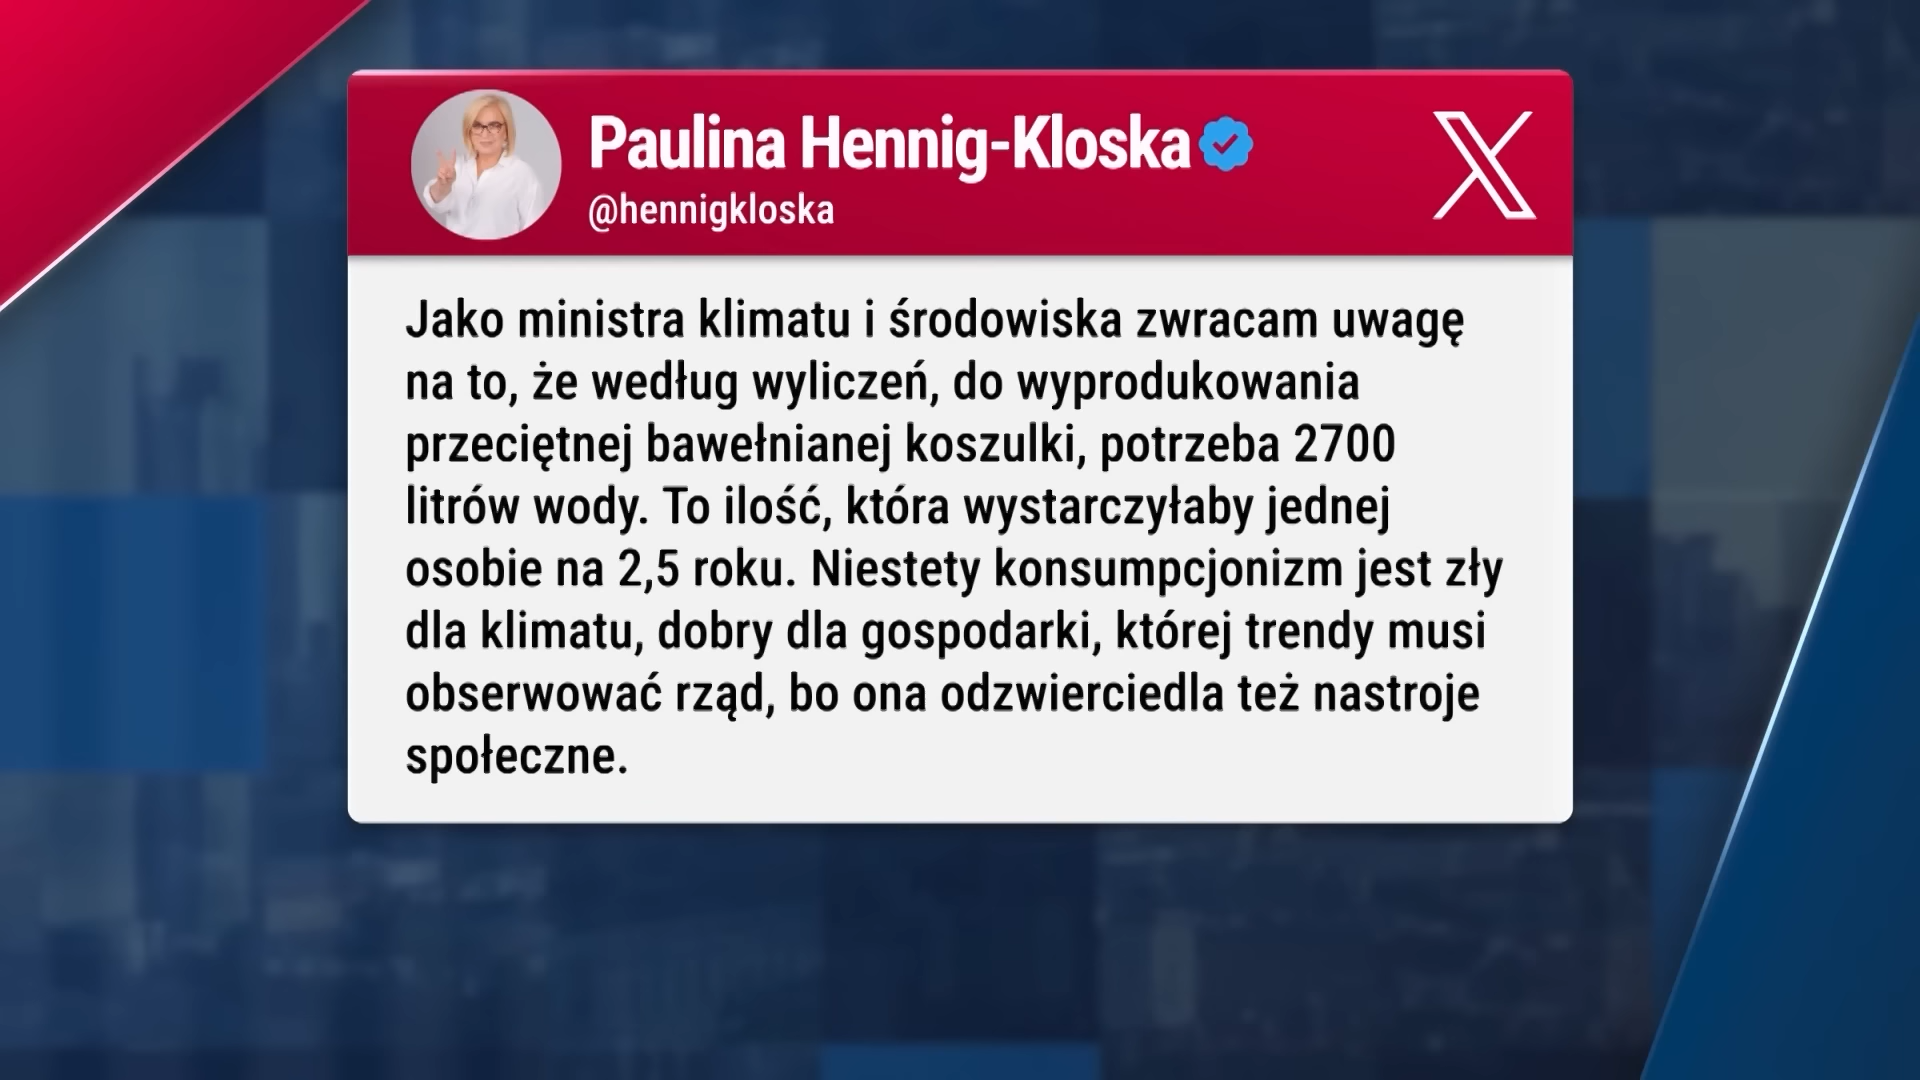 Paulina Hennig-Kloska
@hennigkloska
Jako ministra klimatu i środowiska zwracam uwagę
na to, że według wyliczeń, do wyprodukowania
przeciętnej bawełnianej koszulki, potrzeba 2700
litrów wody. To ilość, która wystarczyłaby jednej
osobie na 2,5 roku. Niestety konsumpcjonizm jest zły
dla klimatu, dobry dla gospodarki, której trendy musi
obserwować rząd, bo ona odzwierciedla też nastroje
społeczne.